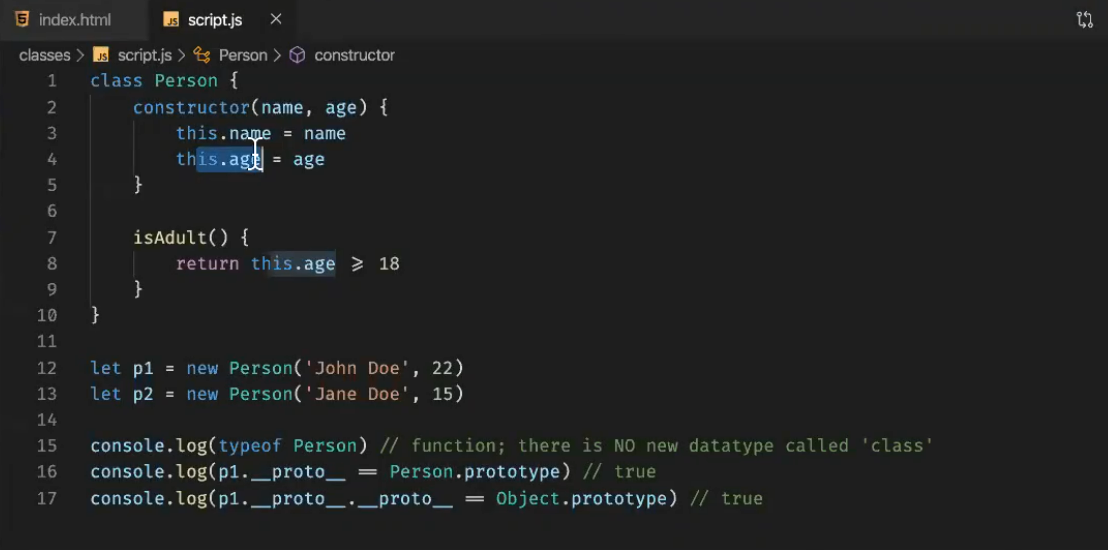 index.html
script.js
classes > script.js > Person > constructor
1 class Person {
2 constructor(name, age) {
3 this.name = name
4 this.age = age
5 }
6
7 isAdult() {
8 return this.age >= 18
9 }
10 }
11
12 let p1 = new Person('John Doe', 22)
13 let p2 = new Person('Jane Doe', 15)
14
15 console.log(typeof Person) // function; there is NO new datatype called 'class'
16 console.log(p1.__proto__ == Person.prototype) // true
17 console.log(p1.__proto__.__proto__ == Object.prototype) // true